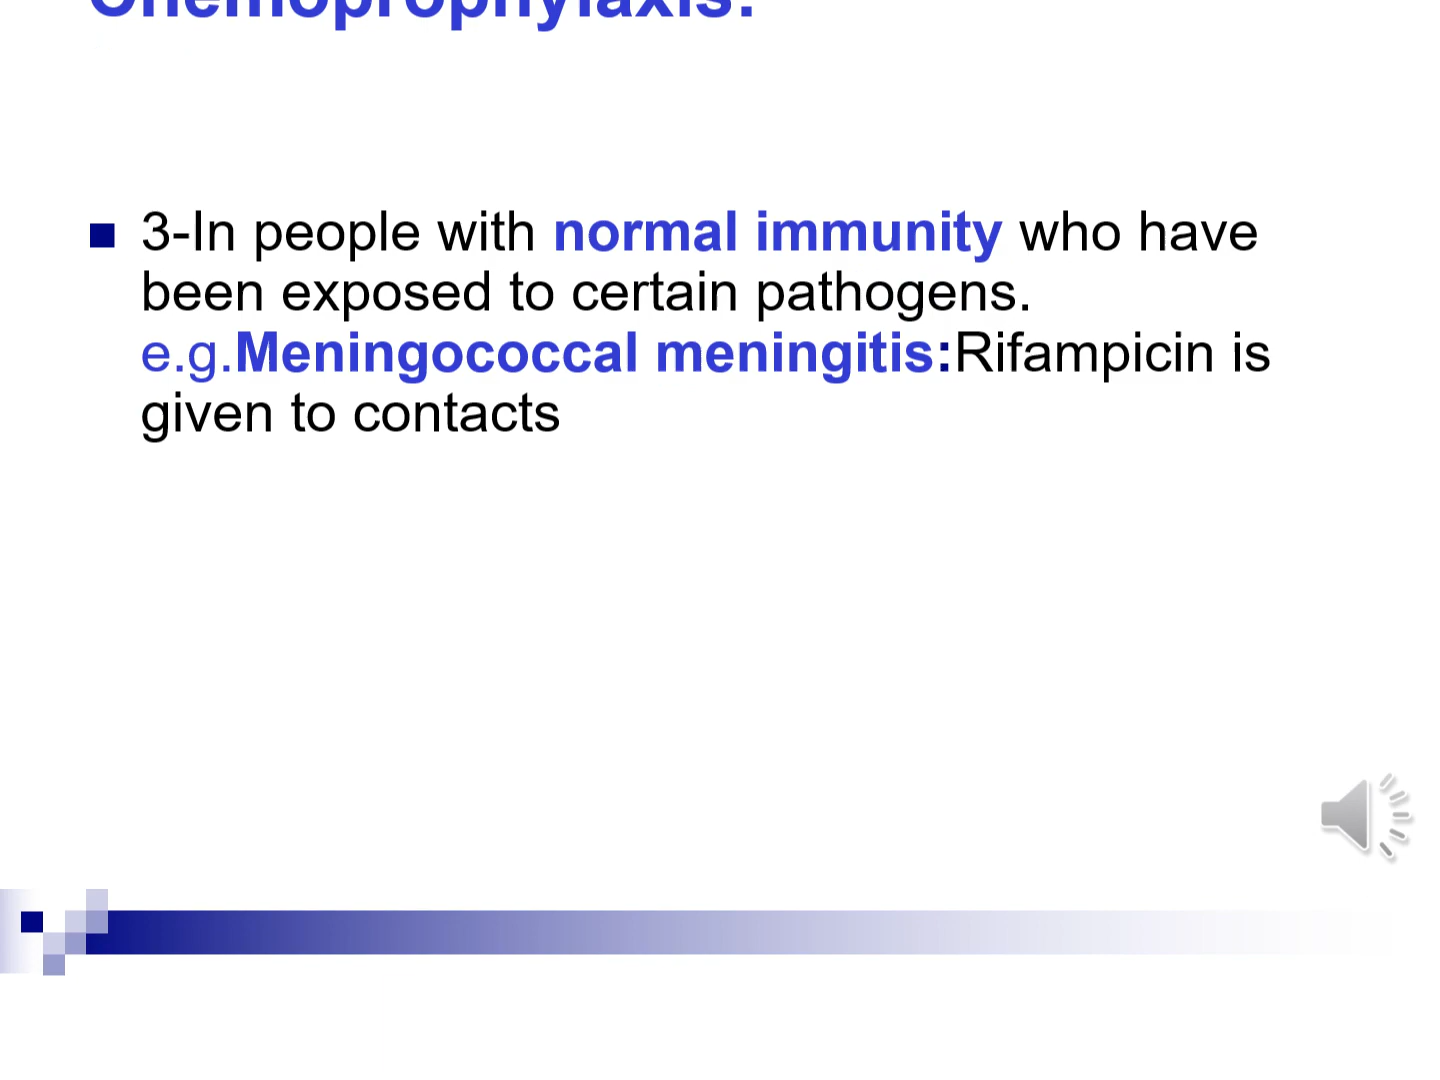 Chemoprophylaxis:
3-In people with normal immunity who have
been exposed to certain pathogens.
e.g.Meningococcal meningitis:Rifampicin is
given to contacts